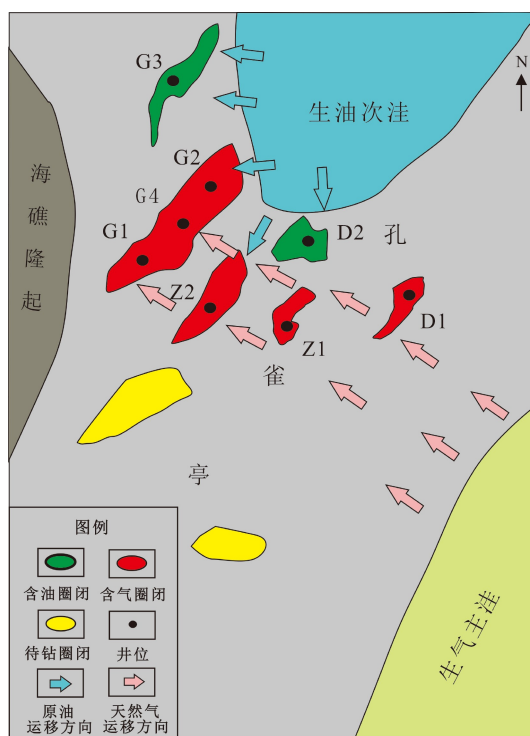 G3
N
生油次洼
G2
G4
海礁隆起
G1
D2
孔
Z2
Z1
D1
雀
亭
生气主洼
图例
含油圈闭
含气圈闭
待钻圈闭
井位
原油
运移方向
天然气
运移方向